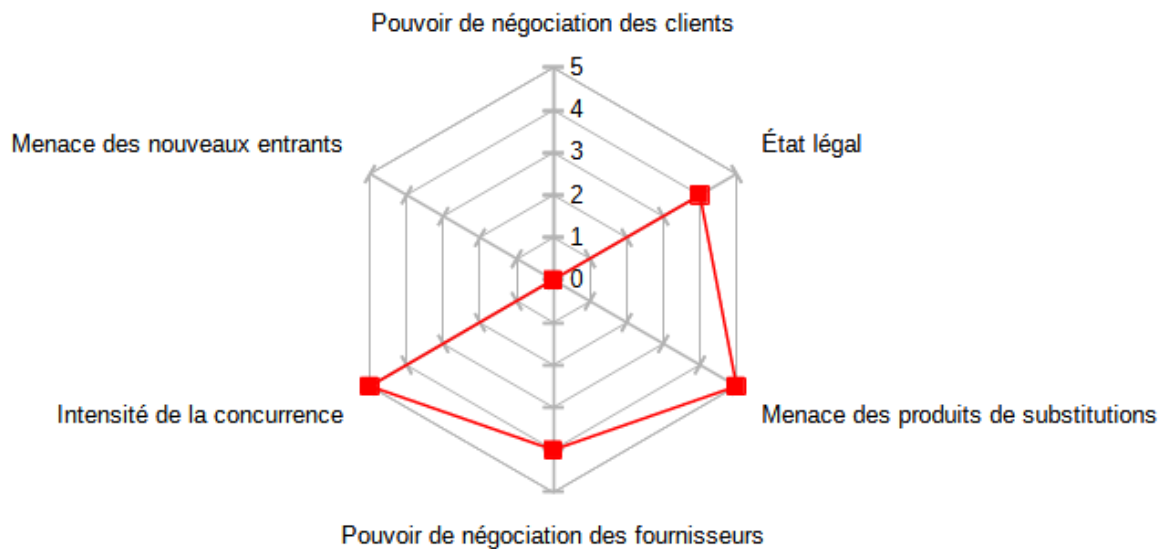 Pouvoir de négociation des clients
5
4
Menace des nouveaux entrants
État légal
3
2
1
0
Intensité de la concurrence
Menace des produits de substitutions
Pouvoir de négociation des fournisseurs